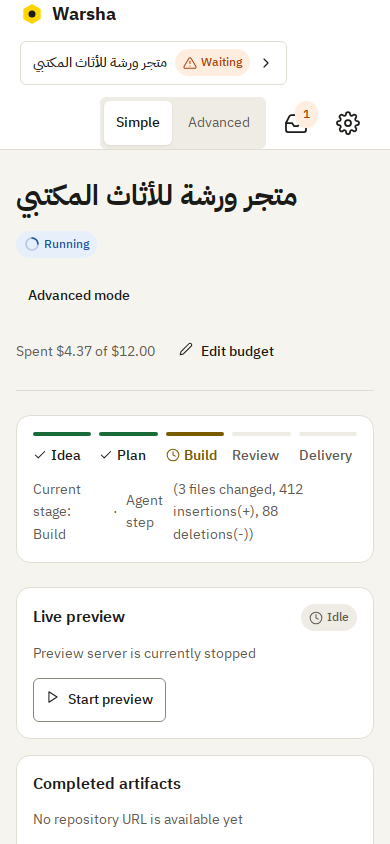 Warsha
متجر ورشة للأثاث المكتبي Waiting
Simple Advanced 1
متجر ورشة للأثاث المكتبي
Running
Advanced mode
Spent $4.37 of $12.00 Edit budget
Idea Plan Build Review Delivery
Current stage: Build · Agent step (3 files changed, 412 insertions(+), 88 deletions(-))
Live preview Idle
Preview server is currently stopped
Start preview
Completed artifacts
No repository URL is available yet